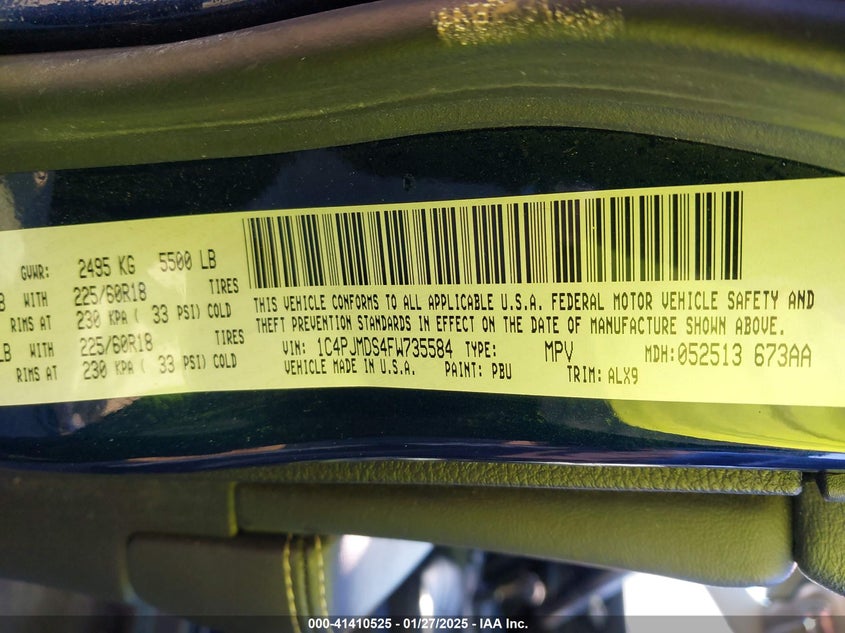 GVWR: 2495 KG 5500 LB
B WITH 225/60R18 TIRES
RIMS AT 230 KPA ( 33 PSI) COLD
LB WITH 225/60R18 TIRES
RIMS AT 230 KPA ( 33 PSI) COLD
THIS VEHICLE CONFORMS TO ALL APPLICABLE U.S.A. FEDERAL MOTOR VEHICLE SAFETY AND
THEFT PREVENTION STANDARDS IN EFFECT ON THE DATE OF MANUFACTURE SHOWN ABOVE.
VIN: 1C4PJMDS4FW735584 TYPE: MPV MDH:052513 673AA
VEHICLE MADE IN U.S.A. PAINT: PBU TRIM: ALX9
000-41410525 - 01/27/2025 - IAA Inc.